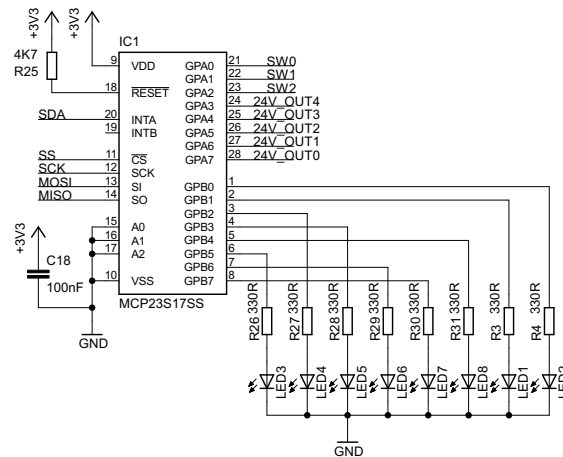 +3V3
+3V3
IC1
4K7
R25
9 VDD GPA0 21 SW0
GPA1 22 SW1
18 RESET GPA2 23 SW2
GPA3 24 24V_OUT4
SDA 20 INTA GPA4 25 24V_OUT3
19 INTB GPA5 26 24V_OUT2
GPA6 27 24V_OUT1
SS 11 CS GPA7 28 24V_OUT0
SCK 12 SCK
MOSI 13 SI GPB0 1
MISO 14 SO GPB1 2
GPB2 3
15 A0 GPB3 4
+3V3
16 A1 GPB4 5
17 A2 GPB5 6
C18
GPB6 7
100nF
10 VSS GPB7 8
MCP23S17SS
GND
R26 330R
R27 330R
R28 330R
R29 330R
R30 330R
R31 330R
R3 330R
R4 330R
LED3
LED4
LED5
LED6
LED7
LED8
LED1
LED2
GND